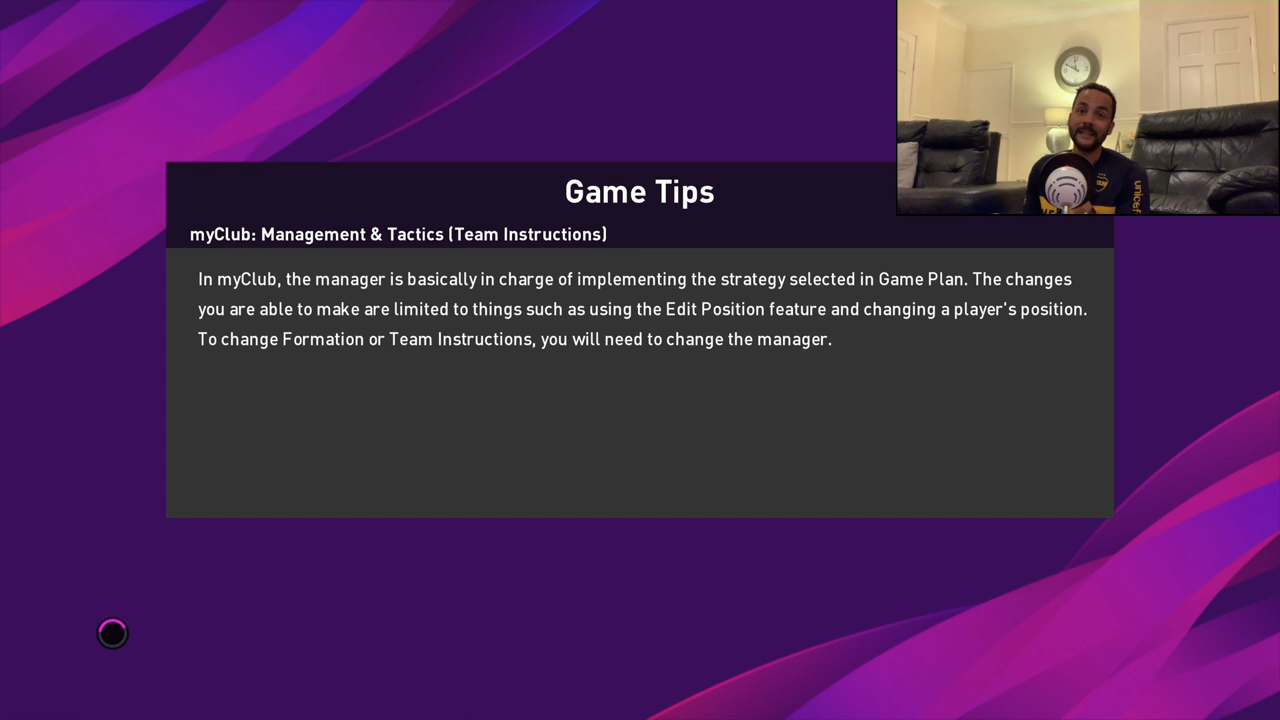 Game Tips
myClub: Management & Tactics (Team Instructions)
In myClub, the manager is basically in charge of implementing the strategy selected in Game Plan. The changes
you are able to make are limited to things such as using the Edit Position feature and changing a player's position.
To change Formation or Team Instructions, you will need to change the manager.
unicef